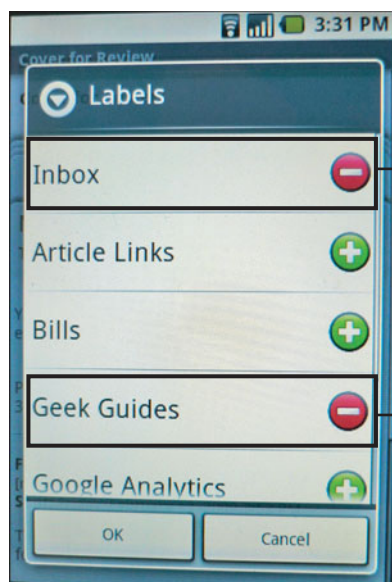 3:31 PM
Cover for Review
Labels
Inbox
Article Links
Bills
Geek Guides
Google Analytics
OK
Cancel